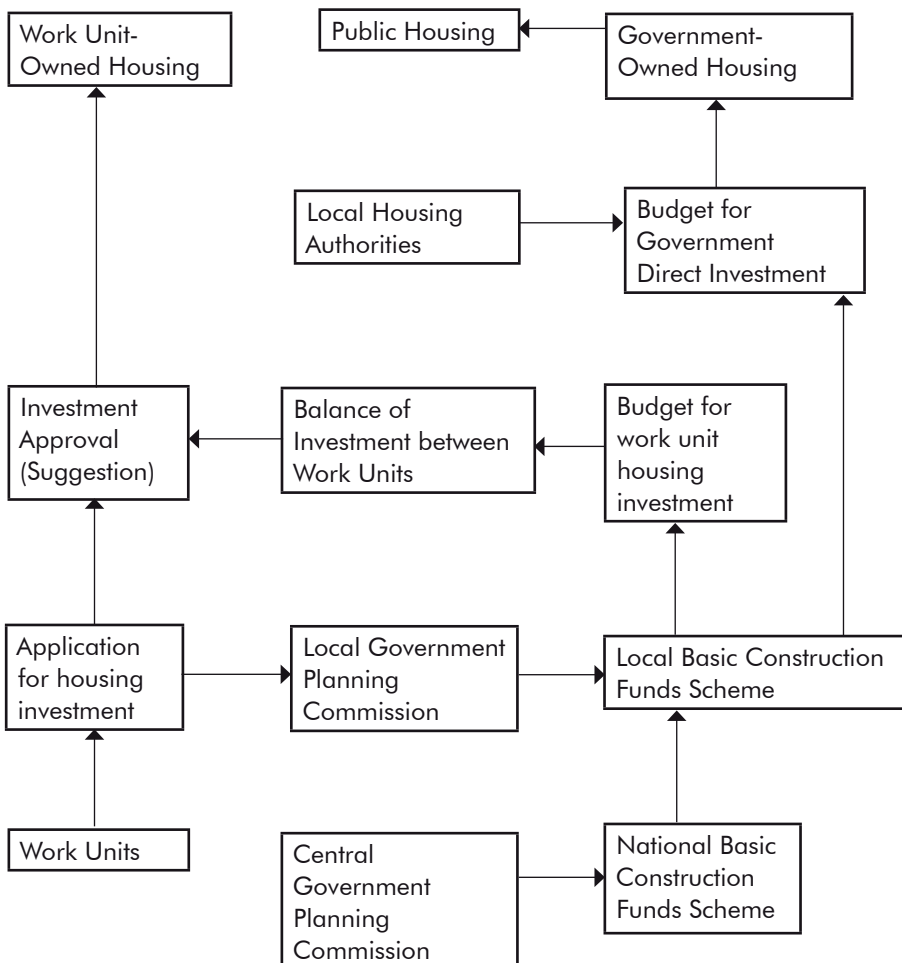 Work Unit-
Owned Housing
Public Housing
Government-
Owned Housing
Local Housing
Authorities
Budget for
Government
Direct Investment
Investment
Approval
(Suggestion)
Balance of
Investment between
Work Units
Budget for
work unit
housing
investment
Application
for housing
investment
Local Government
Planning
Commission
Local Basic Construction
Funds Scheme
Work Units
Central
Government
Planning
Commission
National Basic
Construction
Funds Scheme